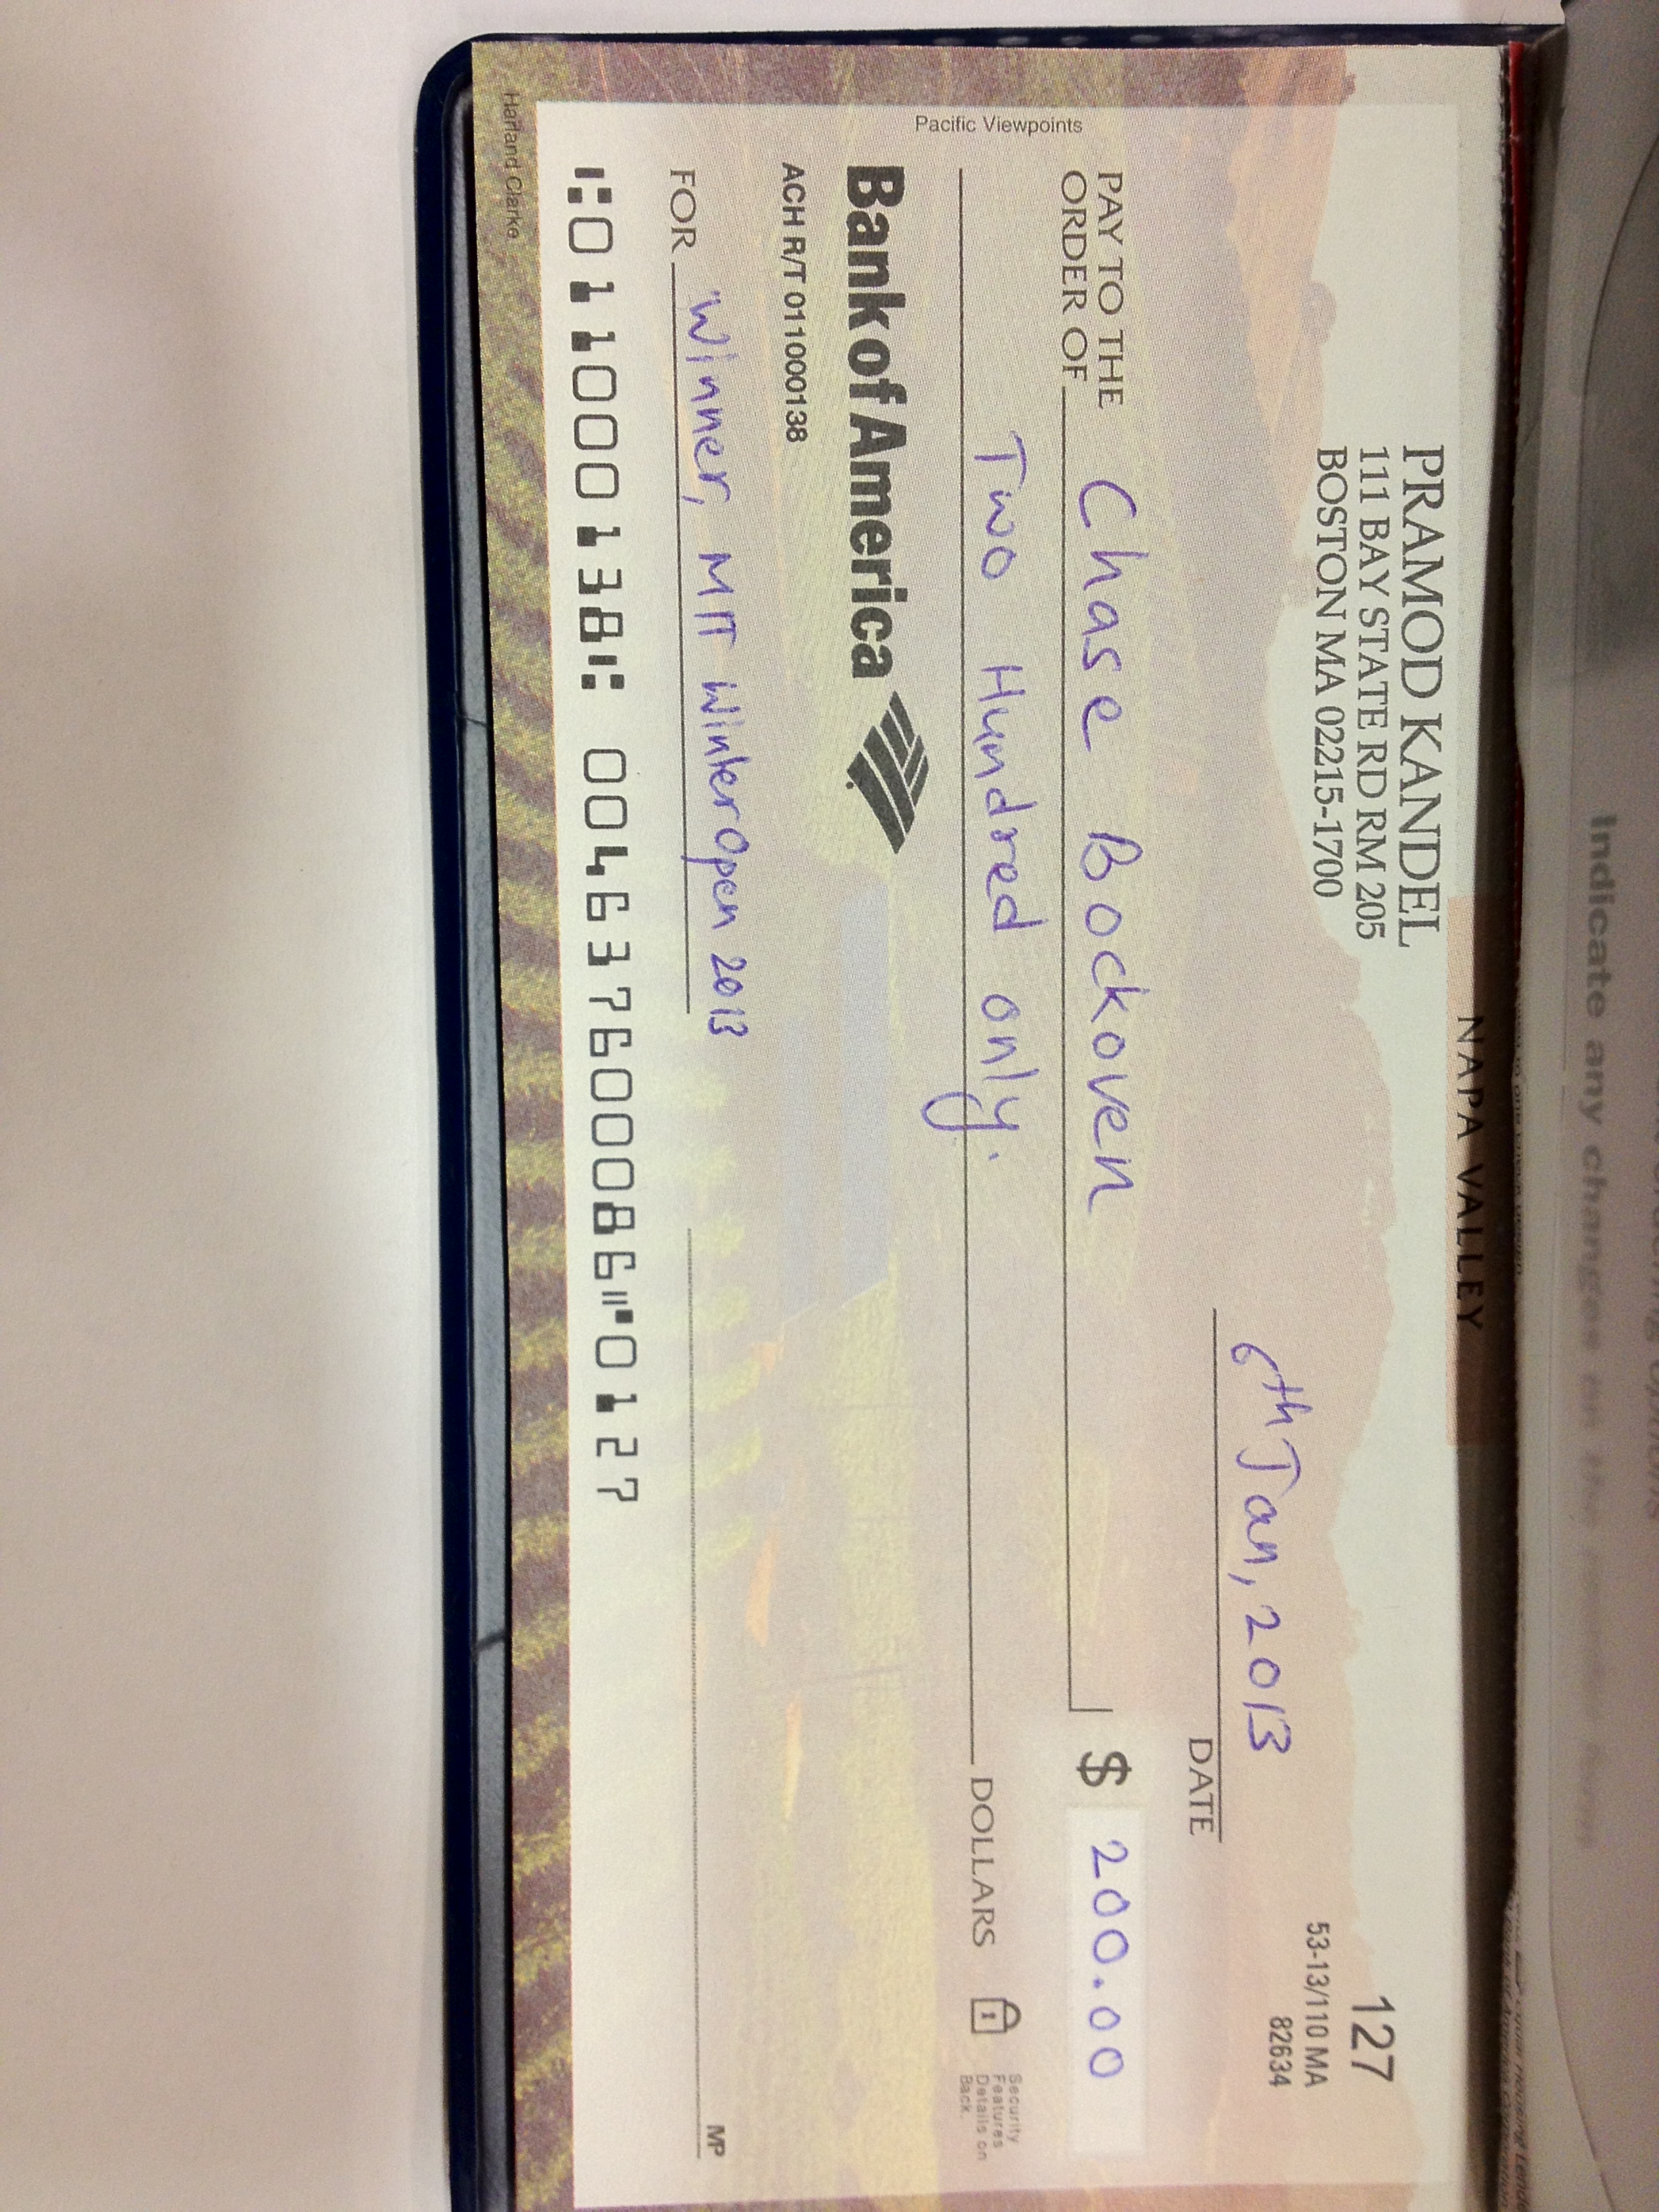 NAPA VALLEY
PRAMOD KANDEL
111 BAY STATE RD RM 205
BOSTON MA 02215-1700
127
53-13/110 MA
82634
6th Jan, 2013
DATE
PAY TO THE
ORDER OF
Chase Bockoven
$ 200.00
Two Hundred only.
DOLLARS
Security
Features
Details on
Back.
Pacific Viewpoints
Bank of America
ACH R/T 011000138
FOR Winner, MIT Winter Open 2013
MP
⑆011000138⑆ 004637600086⑈0127
Harland Clarke
Indicate any changes on